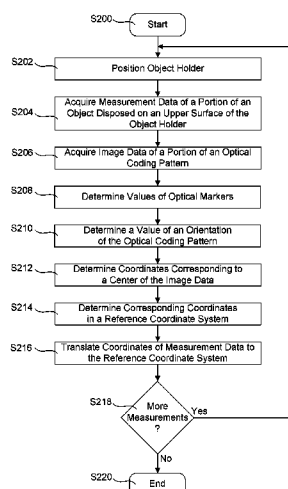 S200
Start
S202
Position Object Holder
S204
Acquire Measurement Data of a Portion of an
Object Disposed on an Upper Surface of the
Object Holder
S206
Acquire Image Data of a Portion of an Optical
Coding Pattern
S208
Determine Values of Optical Markers
S210
Determine a Value of an Orientation
of the Optical Coding Pattern
S212
Determine Coordinates Corresponding to
a Center of the Image Data
S214
Determine Corresponding Coordinates
in a Reference Coordinate System
S216
Translate Coordinates of Measurement Data to
the Reference Coordinate System
S218
More
Measurements
?
Yes
No
S220
End